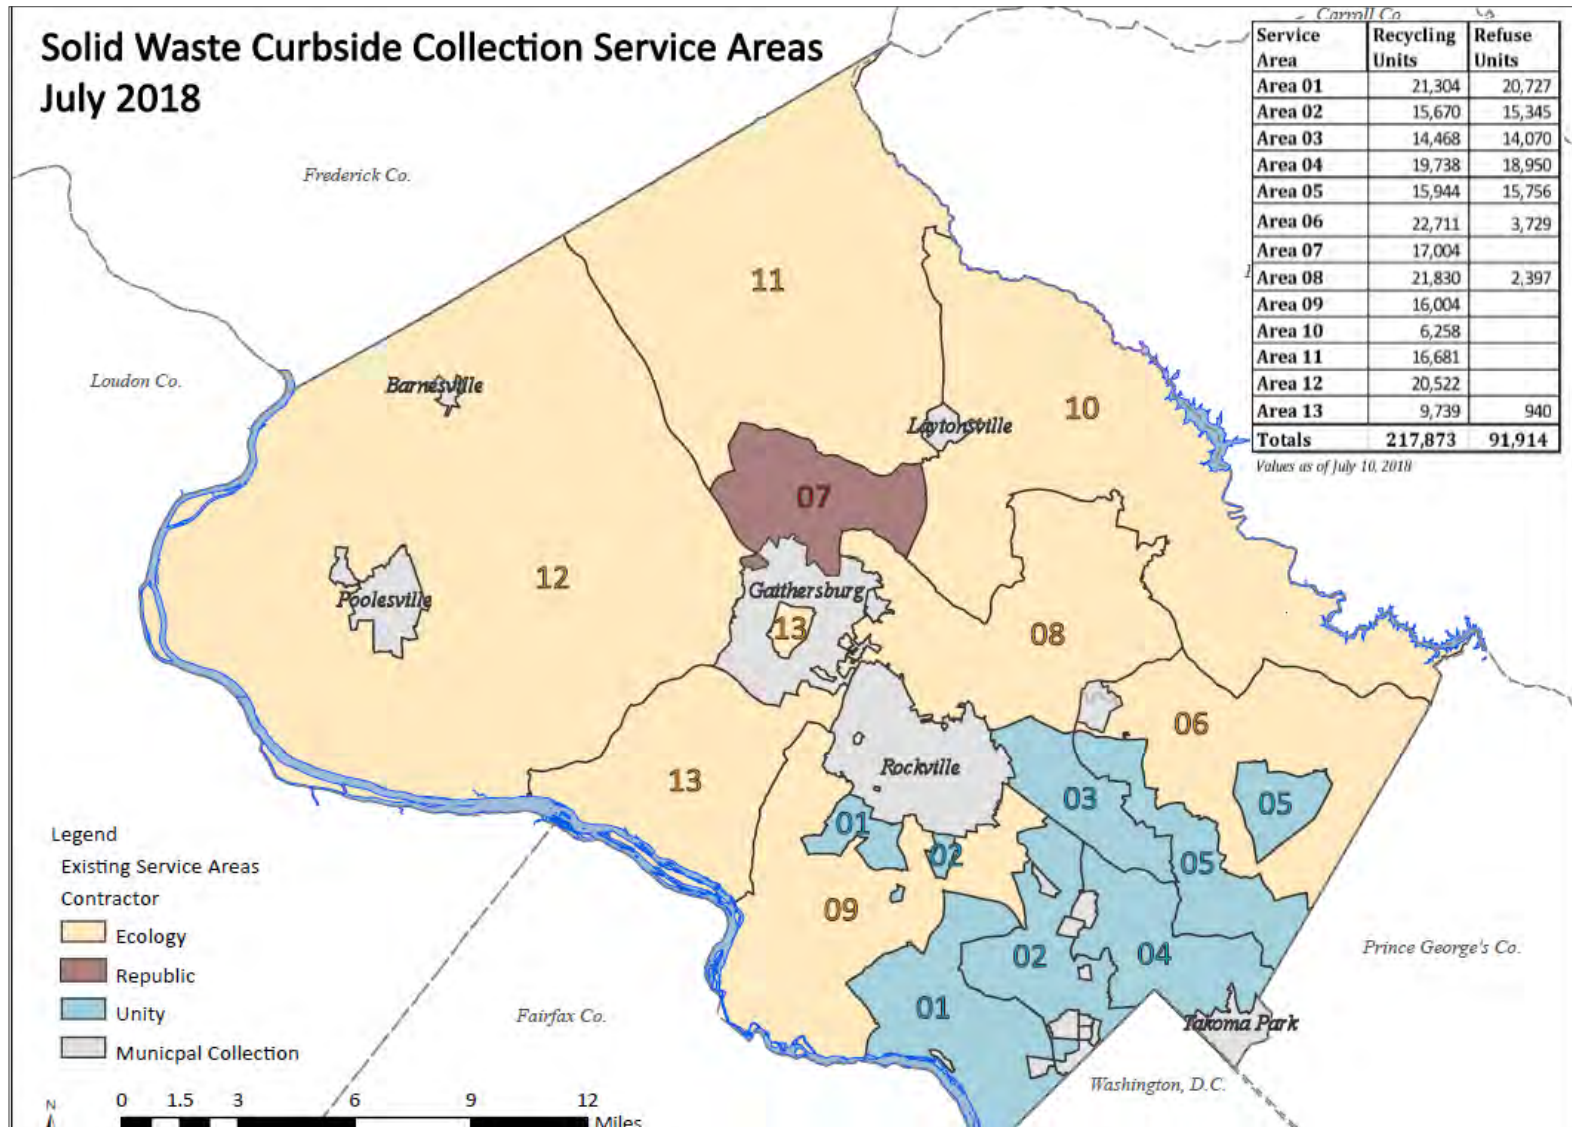 Solid Waste Curbside Collection Service Areas
July 2018
Carroll Co
Service Area Recycling Units Refuse Units
Area 01 21,304 20,727
Area 02 15,670 15,345
Area 03 14,468 14,070
Area 04 19,738 18,950
Area 05 15,944 15,756
Area 06 22,711 3,729
Area 07 17,004
Area 08 21,830 2,397
Area 09 16,004
Area 10 6,258
Area 11 16,681
Area 12 20,522
Area 13 9,739 940
Totals 217,873 91,914
Values as of July 10, 2018
Frederick Co.
Loudon Co.
11
Barnesville
10
Laytonsville
07
12
Poolesville
Gaithersburg
13
08
06
Rockville
13
03
05
01
02
05
09
02
04
01
Prince George's Co.
Takoma Park
Fairfax Co.
Washington, D.C.
Legend
Existing Service Areas
Contractor
Ecology
Republic
Unity
Municpal Collection
N
0 1.5 3 6 9 12
Miles